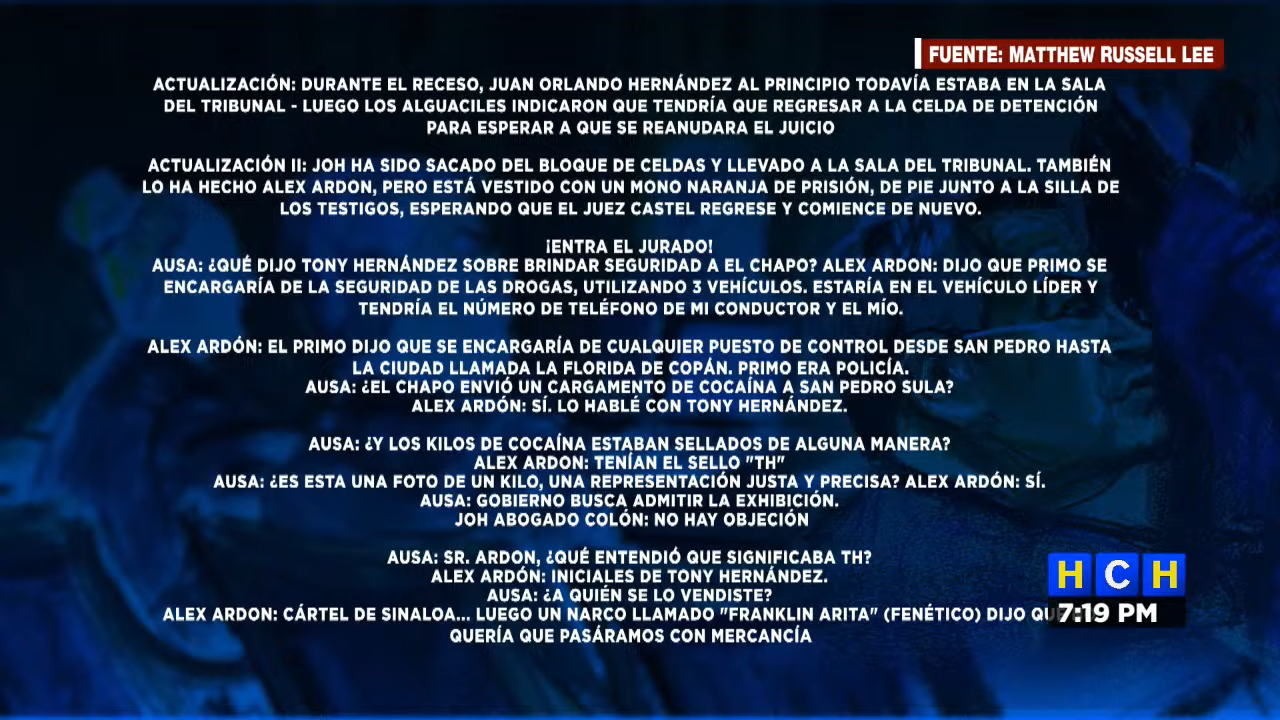 FUENTE: MATTHEW RUSSELL LEE
ACTUALIZACIÓN: DURANTE EL RECESO, JUAN ORLANDO HERNÁNDEZ AL PRINCIPIO TODAVÍA ESTABA EN LA SALA
DEL TRIBUNAL - LUEGO LOS ALGUACILES INDICARON QUE TENDRÍA QUE REGRESAR A LA CELDA DE DETENCIÓN
PARA ESPERAR A QUE SE REANUDARA EL JUICIO
ACTUALIZACIÓN II: JOH HA SIDO SACADO DEL BLOQUE DE CELDAS Y LLEVADO A LA SALA DEL TRIBUNAL. TAMBIÉN
LO HA HECHO ALEX ARDON, PERO ESTÁ VESTIDO CON UN MONO NARANJA DE PRISIÓN, DE PIE JUNTO A LA SILLA DE
LOS TESTIGOS, ESPERANDO QUE EL JUEZ CASTEL REGRESE Y COMIENCE DE NUEVO.
¡ENTRA EL JURADO!
AUSA: ¿QUÉ DIJO TONY HERNÁNDEZ SOBRE BRINDAR SEGURIDAD A EL CHAPO? ALEX ARDON: DIJO QUE PRIMO SE
ENCARGARÍA DE LA SEGURIDAD DE LAS DROGAS, UTILIZANDO 3 VEHÍCULOS. ESTARÍA EN EL VEHÍCULO LÍDER Y
TENDRÍA EL NÚMERO DE TELÉFONO DE MI CONDUCTOR Y EL MÍO.
ALEX ARDÓN: EL PRIMO DIJO QUE SE ENCARGARÍA DE CUALQUIER PUESTO DE CONTROL DESDE SAN PEDRO HASTA
LA CIUDAD LLAMADA LA FLORIDA DE COPÁN. PRIMO ERA POLICÍA.
AUSA: ¿EL CHAPO ENVIÓ UN CARGAMENTO DE COCAÍNA A SAN PEDRO SULA?
ALEX ARDÓN: SÍ. LO HABLÉ CON TONY HERNÁNDEZ.
AUSA: ¿Y LOS KILOS DE COCAÍNA ESTABAN SELLADOS DE ALGUNA MANERA?
ALEX ARDON: TENÍAN EL SELLO "TH"
AUSA: ¿ES ESTA UNA FOTO DE UN KILO, UNA REPRESENTACIÓN JUSTA Y PRECISA? ALEX ARDÓN: SÍ.
AUSA: GOBIERNO BUSCA ADMITIR LA EXHIBICIÓN.
JOH ABOGADO COLÓN: NO HAY OBJECIÓN
AUSA: SR. ARDON, ¿QUÉ ENTENDIÓ QUE SIGNIFICABA TH?
ALEX ARDÓN: INICIALES DE TONY HERNÁNDEZ.
AUSA: ¿A QUIÉN SE LO VENDISTE?
ALEX ARDON: CÁRTEL DE SINALOA... LUEGO UN NARCO LLAMADO "FRANKLIN ARITA" (FENÉTICO) DIJO
QUERÍA QUE PASÁRAMOS CON MERCANCÍA
HCH
7:19 PM